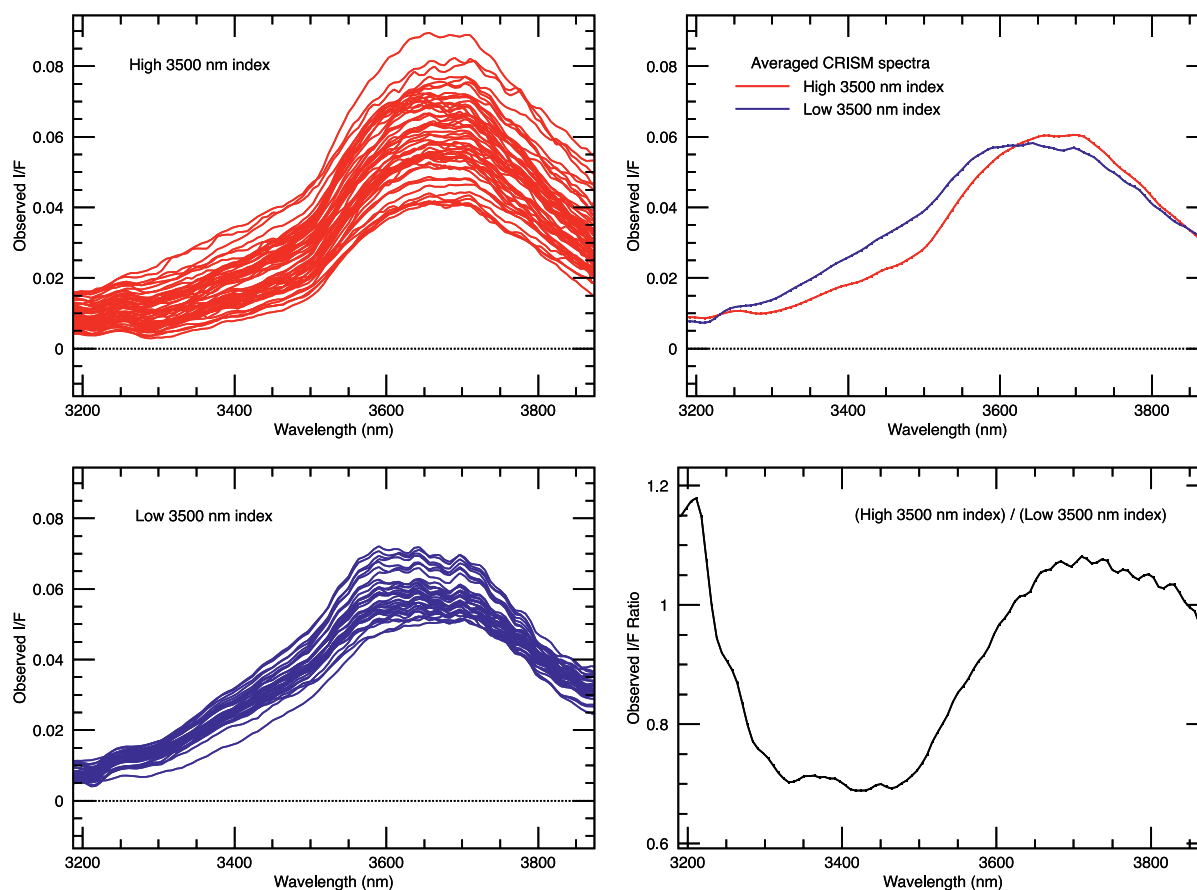 High 3500 nm index
0.08
0.06
0.04
0.02
0
Observed I/F
3200 3400 3600 3800
Wavelength (nm)
Averaged CRISM spectra
High 3500 nm index
Low 3500 nm index
0.08
0.06
0.04
0.02
0
Observed I/F
3200 3400 3600 3800
Wavelength (nm)
Low 3500 nm index
0.08
0.06
0.04
0.02
0
Observed I/F
3200 3400 3600 3800
Wavelength (nm)
(High 3500 nm index) / (Low 3500 nm index)
1.2
1
0.8
0.6
Observed I/F Ratio
3200 3400 3600 3800
Wavelength (nm)